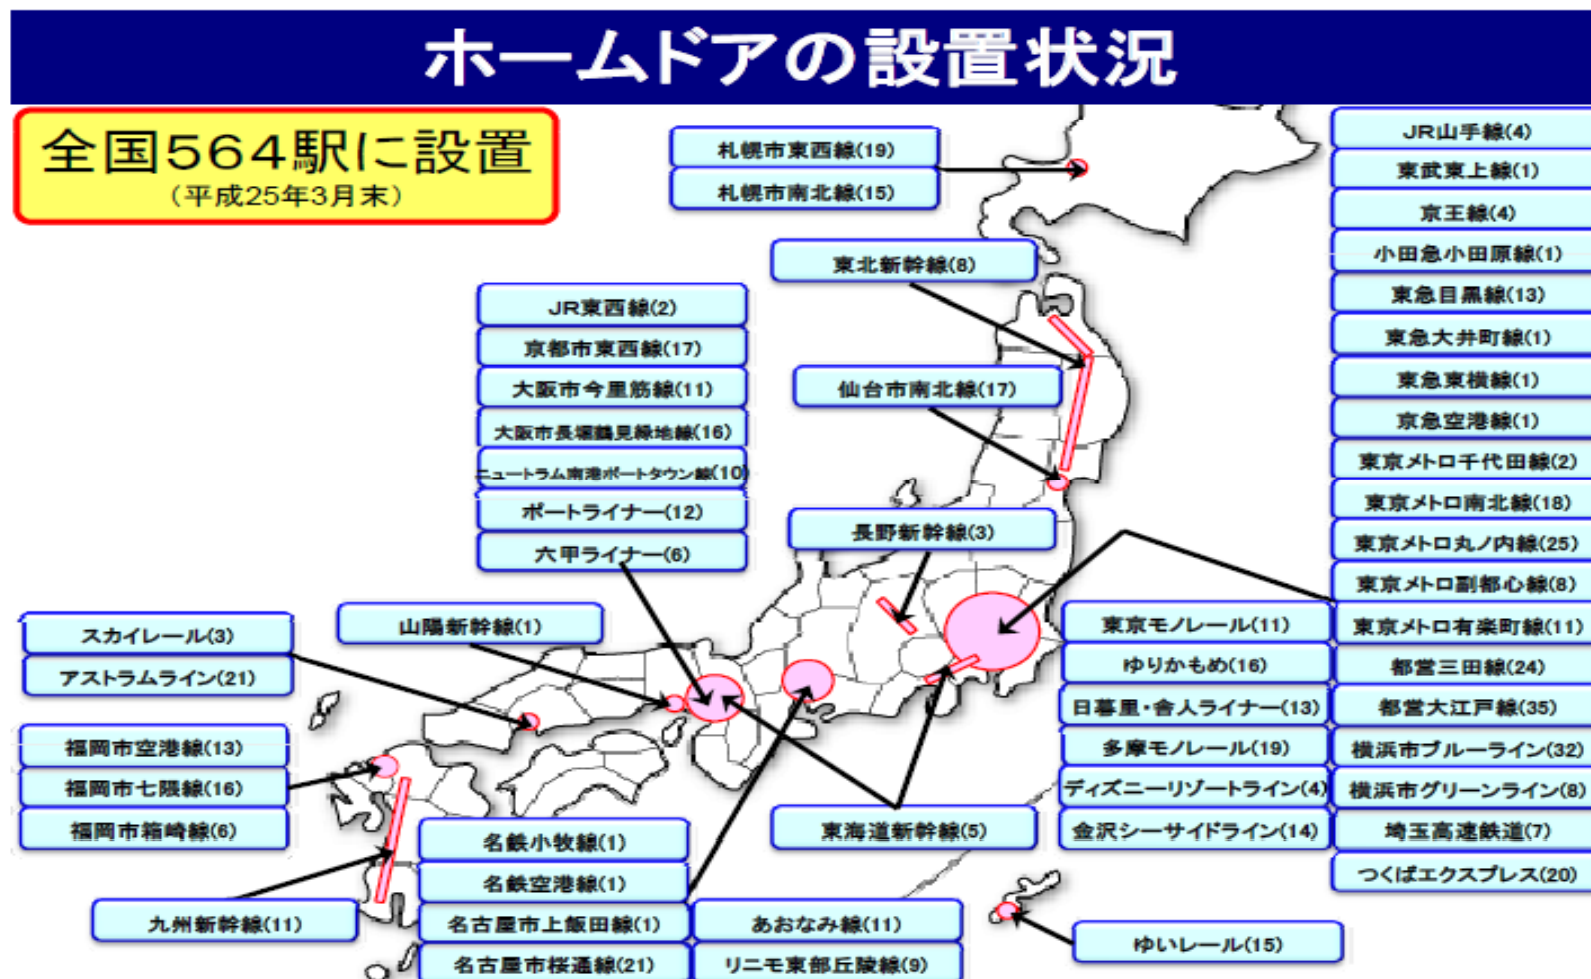 ホームドアの設置状況
全国564駅に設置
(平成25年3月末)
札幌市東西線(19)
札幌市南北線(15)
東北新幹線(8)
仙台市南北線(17)
長野新幹線(3)
JR東西線(2)
京都市東西線(17)
大阪市今里筋線(11)
大阪市長堀鶴見緑地線(16)
ニュートラム南港ポートタウン線(10)
ポートライナー(12)
六甲ライナー(6)
山陽新幹線(1)
スカイレール(3)
アストラムライン(21)
福岡市空港線(13)
福岡市七隈線(16)
福岡市箱崎線(6)
九州新幹線(11)
名鉄小牧線(1)
名鉄空港線(1)
名古屋市上飯田線(1)
名古屋市桜通線(21)
あおなみ線(11)
リニモ東部丘陵線(9)
東海道新幹線(5)
東京モノレール(11)
ゆりかもめ(16)
日暮里・舎人ライナー(13)
多摩モノレール(19)
ディズニーリゾートライン(4)
金沢シーサイドライン(14)
JR山手線(4)
東武東上線(1)
京王線(4)
小田急小田原線(1)
東急目黒線(13)
東急大井町線(1)
東急東横線(1)
京急空港線(1)
東京メトロ千代田線(2)
東京メトロ南北線(18)
東京メトロ丸ノ内線(25)
東京メトロ副都心線(8)
東京メトロ有楽町線(11)
都営三田線(24)
都営大江戸線(35)
横浜市ブルーライン(32)
横浜市グリーンライン(8)
埼玉高速鉄道(7)
つくばエクスプレス(20)
ゆいレール(15)